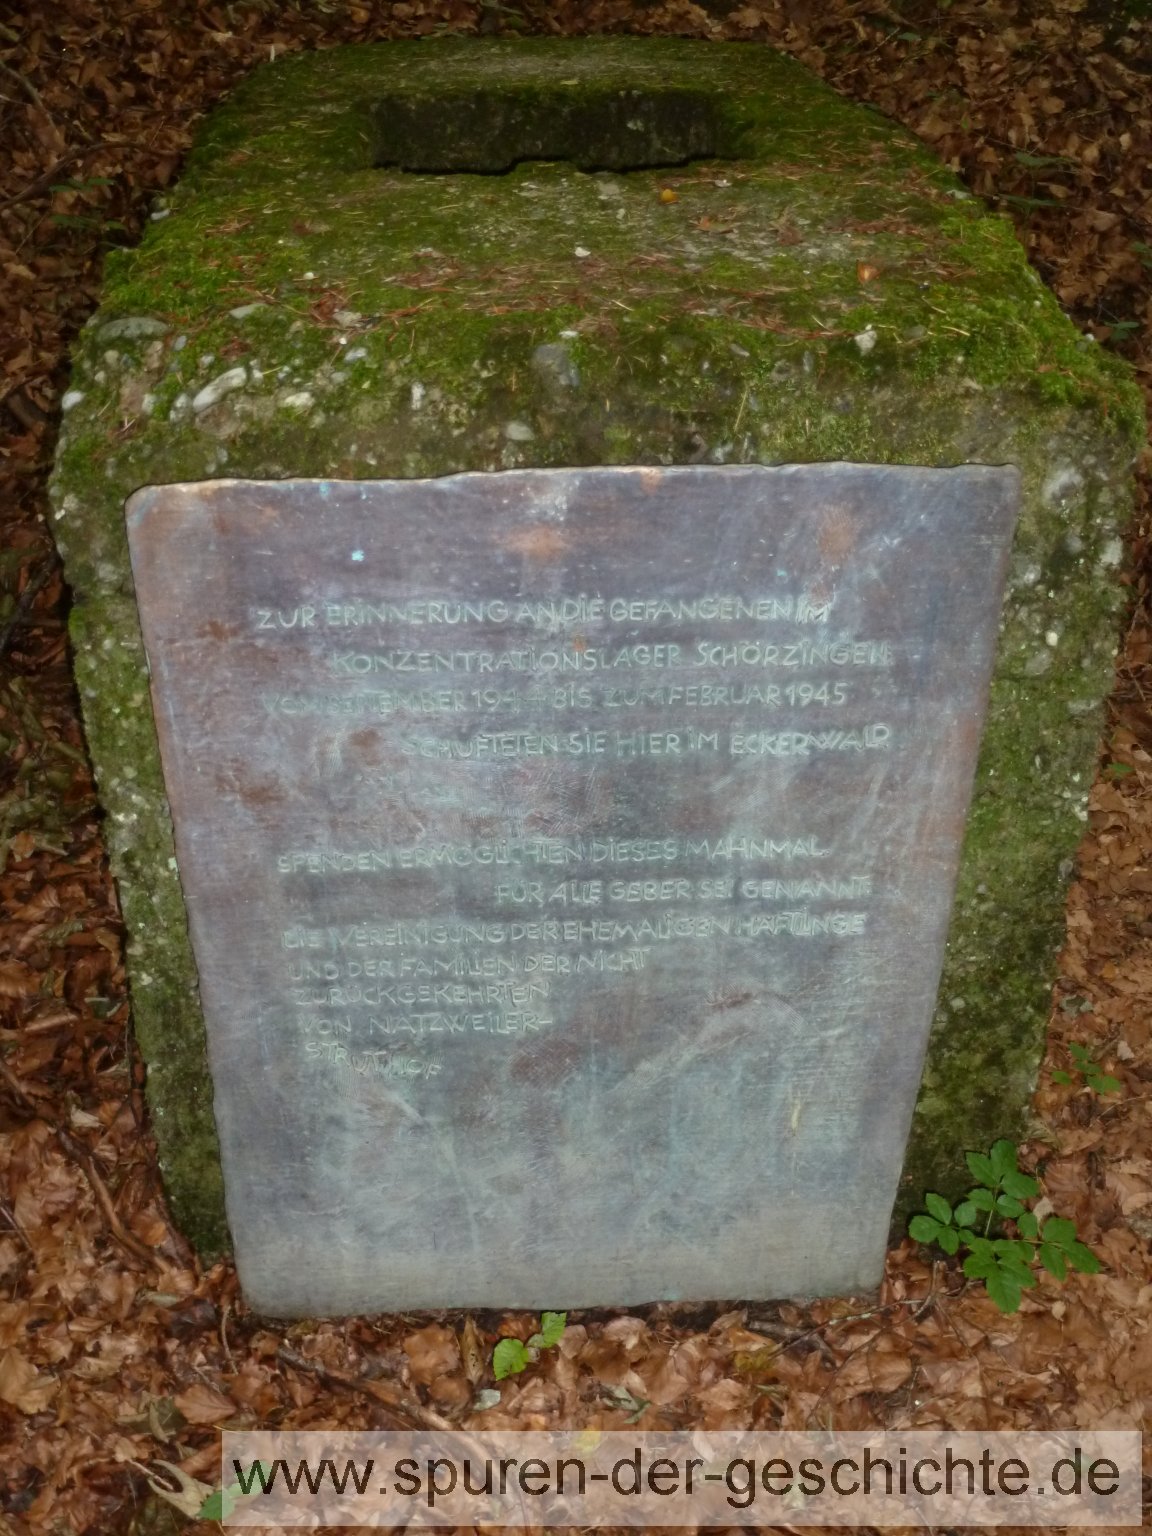 ZUR ERINNERUNG AN DIE GEFANGENEN IM
KONZENTRATIONSLAGER SCHÖRZINGEN
VON SEPTEMBER 1944 BIS ZUM FEBRUAR 1945
SCHUFTETEN SIE HIER IM ECKERWALD
SPENDEN ERMÖGLICHTEN DIESES MAHNMAL
FÜR ALLE GEBER SEI GENANNT:
DIE VEREINIGUNG DER EHEMALIGEN HÄFTLINGE
UND DER FAMILIEN DER NICHT
ZURÜCKGEKEHRTEN
VON NATZWEILER-
STRUTHOF
www.spuren-der-geschichte.de